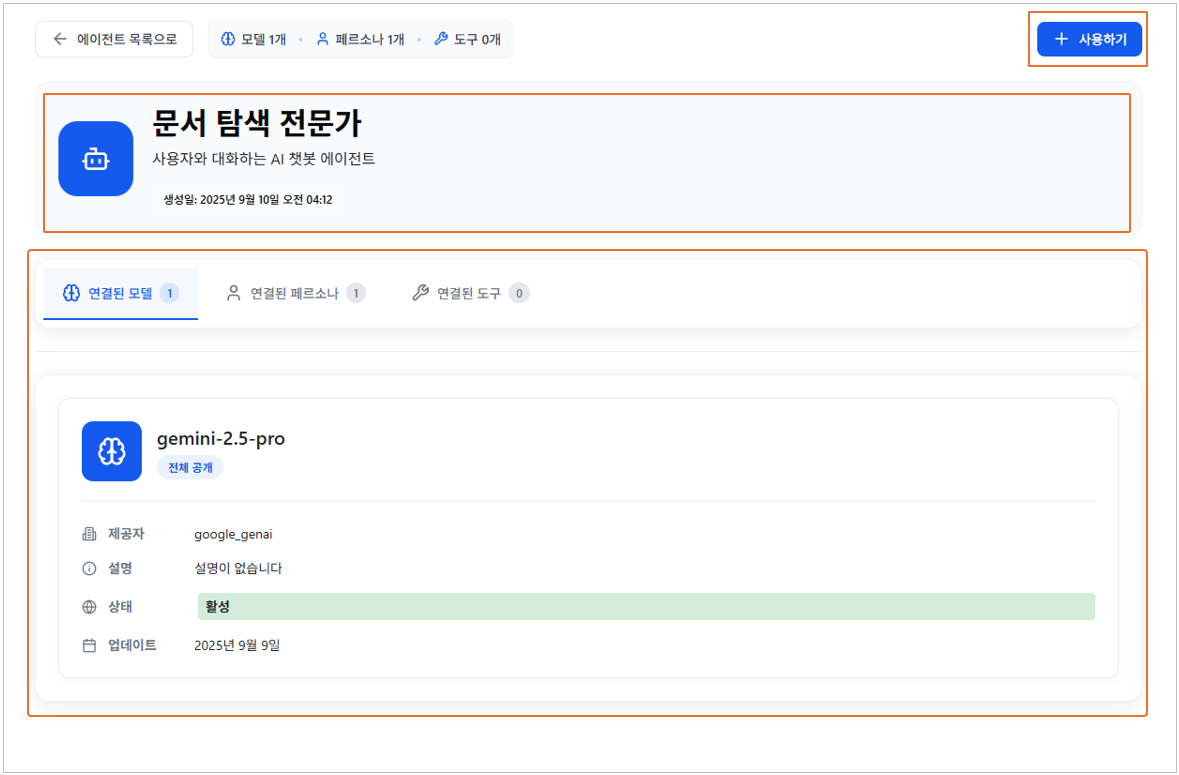 에이전트 목록으로
모델 1개 • 페르소나 1개 • 도구 0개
사용하기
문서 탐색 전문가
사용자와 대화하는 AI 챗봇 에이전트
생성일: 2025년 9월 10일 오전 04:12
연결된 모델 1 연결된 페르소나 1 연결된 도구 0
gemini-2.5-pro
전체 공개
제공자 google_genai
설명 설명이 없습니다
상태 활성
업데이트 2025년 9월 9일